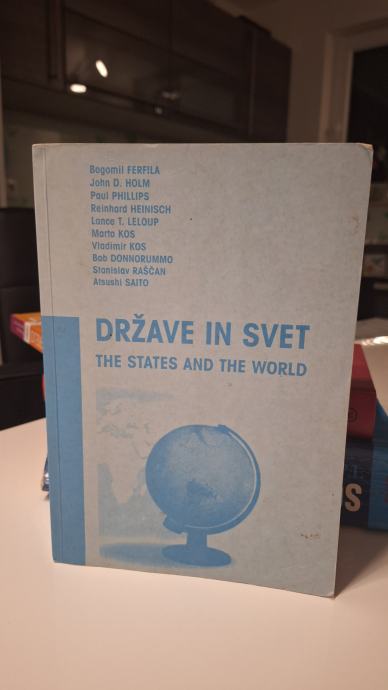 Bogomil FERFILA
John D. HOLM
Paul PHILLIPS
Reinhard HEINISCH
Lance T. LELOUP
Marta KOS
Vladimir KOS
Bob DONNORUMMO
Stanislav RAŠČAN
Atsushi SAITO
DRŽAVE IN SVET
THE STATES AND THE WORLD
S